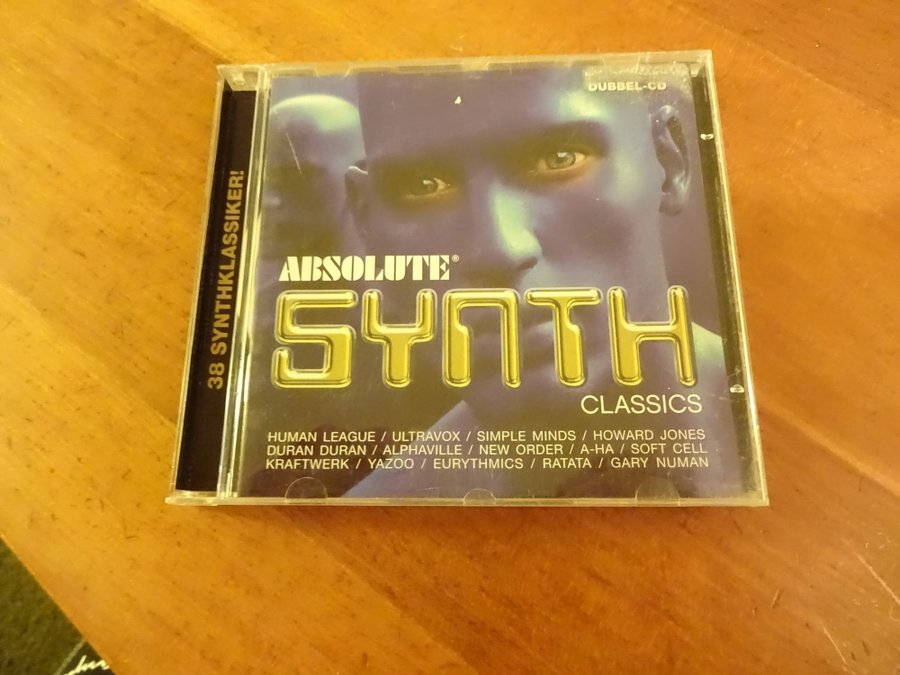 38 SYNTHKLASSIKER!
DUBBEL-CD
ABSOLUTE®
SYNTH
CLASSICS
HUMAN LEAGUE / ULTRAVOX / SIMPLE MINDS / HOWARD JONES
DURAN DURAN / ALPHAVILLE / NEW ORDER / A-HA / SOFT CELL
KRAFTWERK / YAZOO / EURYTHMICS / RATATA / GARY NUMAN